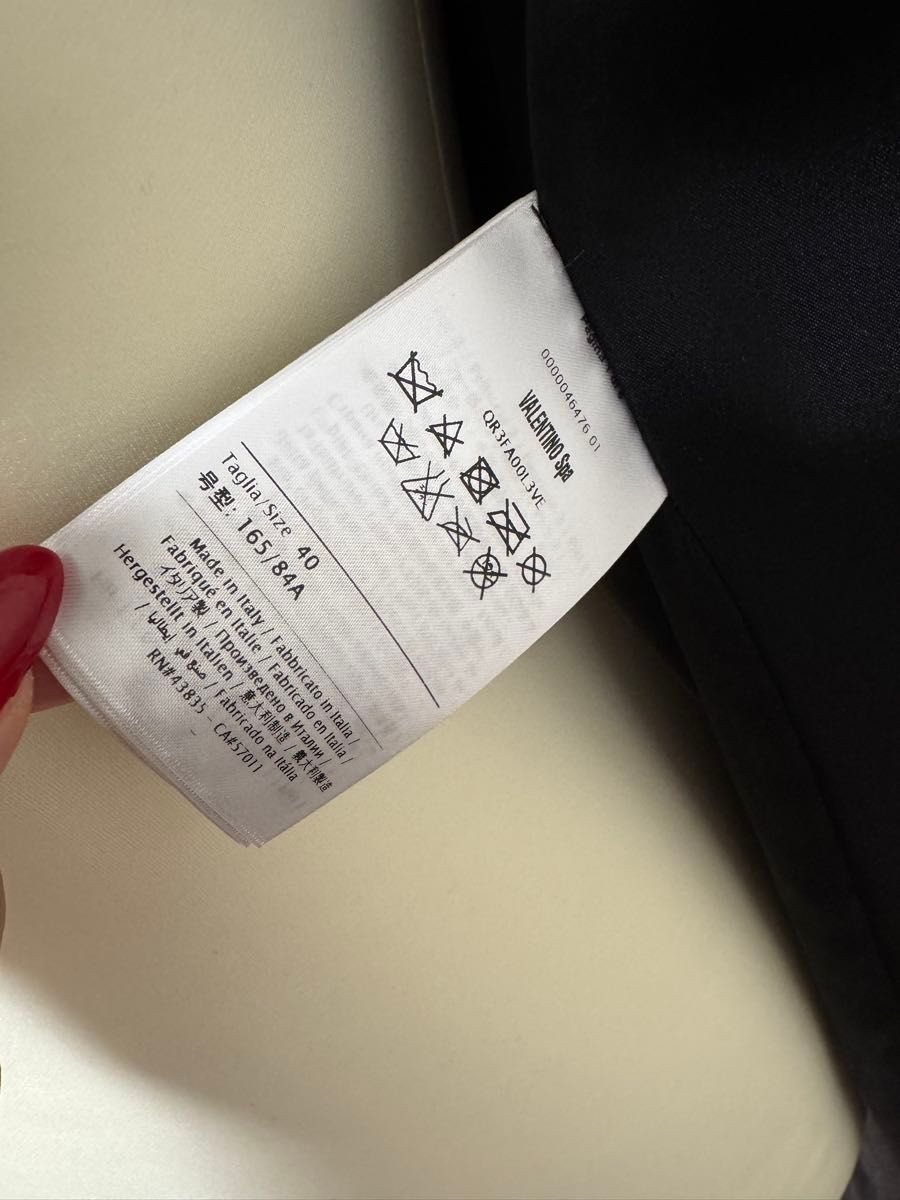 0000046476 01
VALENTINO Spa
QR3FA00L3VE
Taglia/Size 40
号型: 165/84A
Made in Italy / Fabbricato in Italia /
Fabriqué en Italie / Fabricado en Italia /
イタリア製 / Произведено в Италии /
Hergestellt in Italien / 意大利制造 / 義大利製造
/ صنع في إيطاليا / Fabricado na Itália
RN#43835 - CA#57011